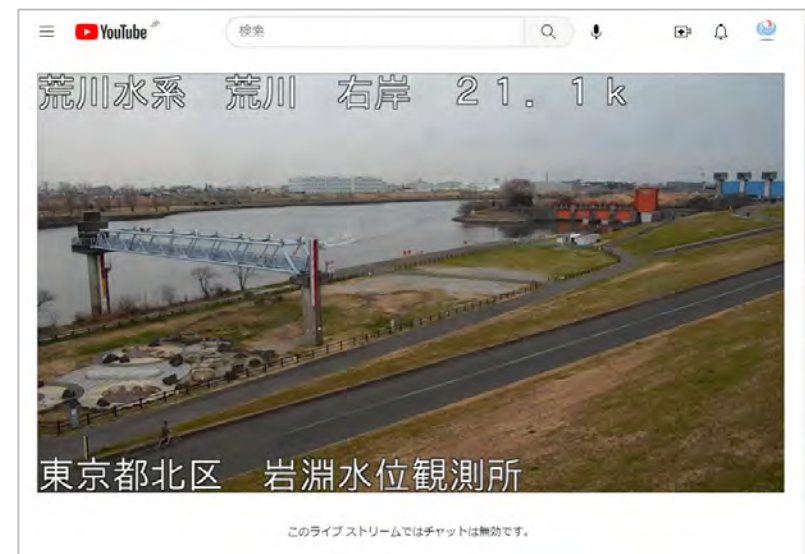 YouTube JP
検索
荒川水系　荒川　右岸　２１．１ｋ
東京都北区　岩淵水位観測所
このライブ ストリームではチャットは無効です。